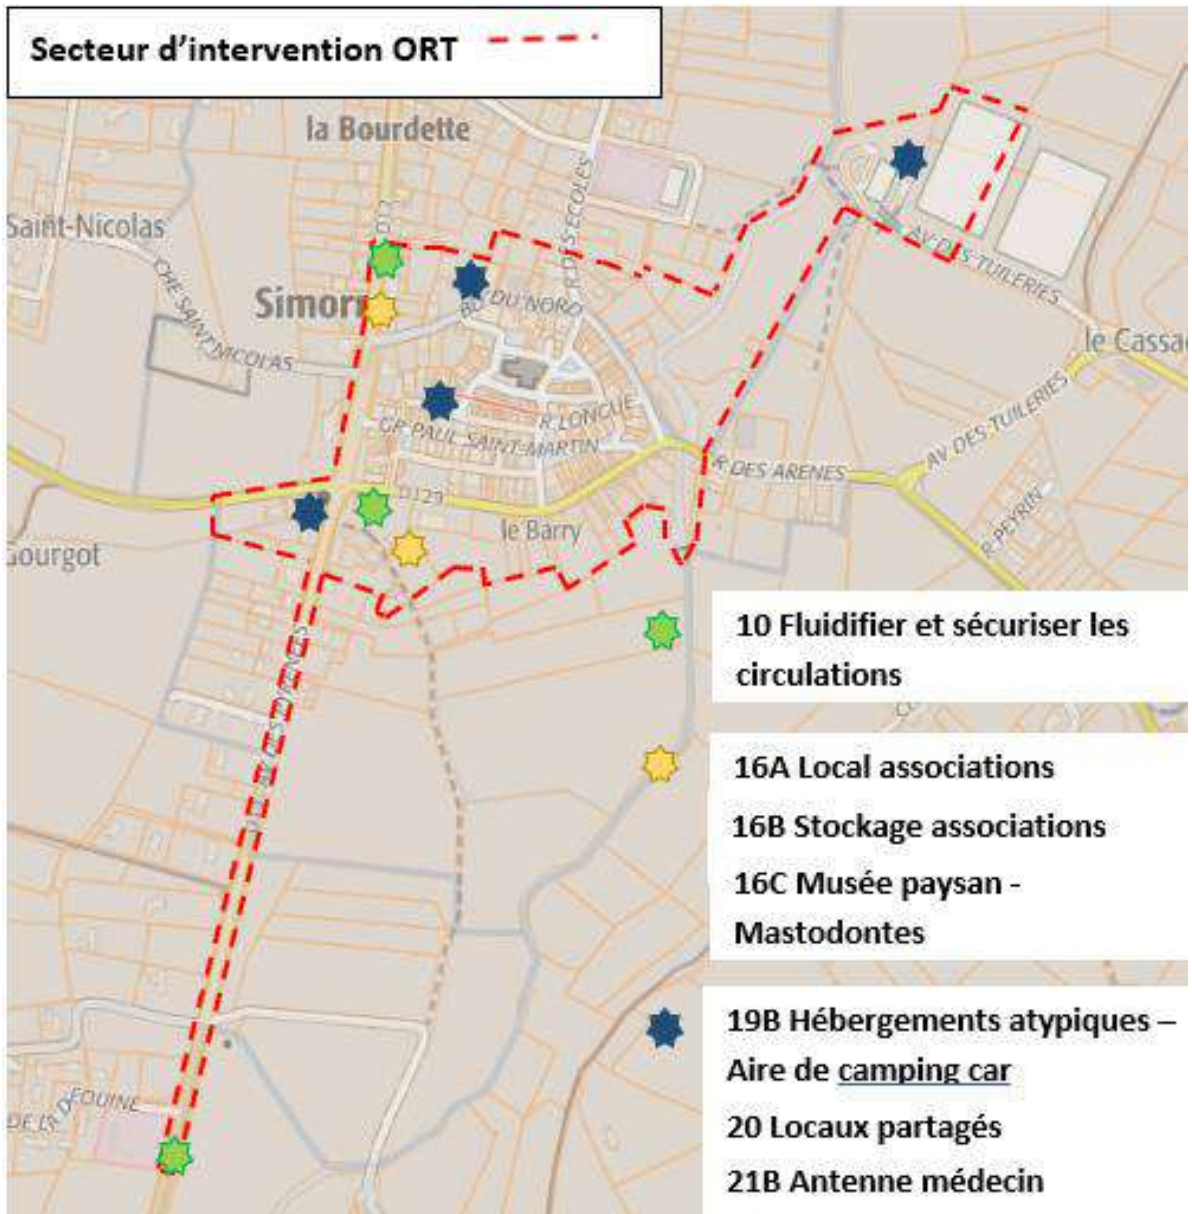 Secteur d'intervention ORT
la Bourdette
Saint-Nicolas
R DES ECOLES
CHE SAINT NICOLAS
BD DU NORD
AV DES TUILERIES
le Cassa
R LONGUE
GR PAUL SAINT-MARTIN
AV DES TUILERIES
R DES ARENES
D129
le Barry
R PEYRIN
Gourgot
10 Fluidifier et sécuriser les
circulations
16A Local associations
16B Stockage associations
16C Musée paysan -
Mastodontes
19B Hébergements atypiques –
Aire de camping car
20 Locaux partagés
21B Antenne médecin
FOUINE